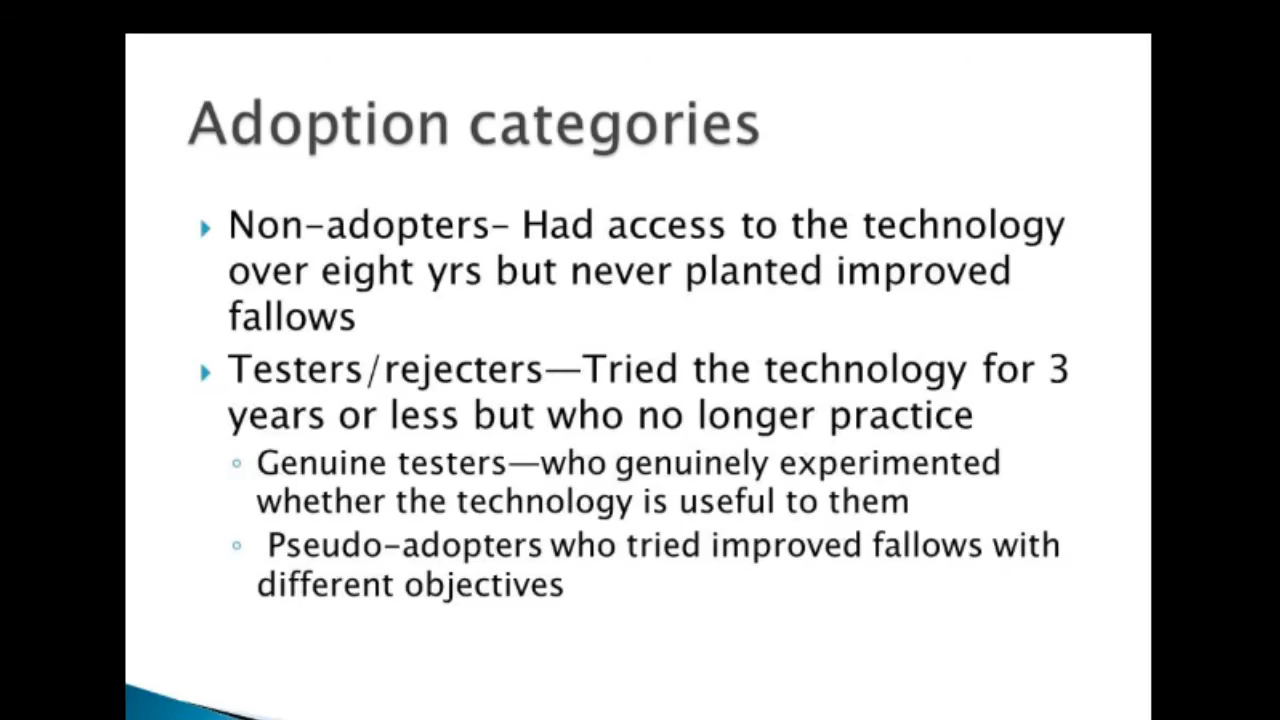 Adoption categories
Non-adopters- Had access to the technology
over eight yrs but never planted improved
fallows
Testers/rejecters—Tried the technology for 3
years or less but who no longer practice
Genuine testers—who genuinely experimented
whether the technology is useful to them
Pseudo-adopters who tried improved fallows with
different objectives